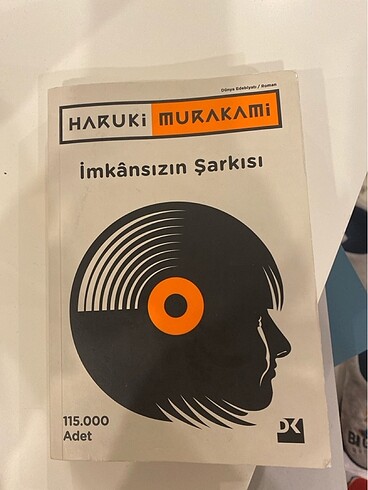 Dünya Edebiyatı / Roman
HARUKi MURAKAMi
İmkânsızın Şarkısı
115.000
Adet
DK